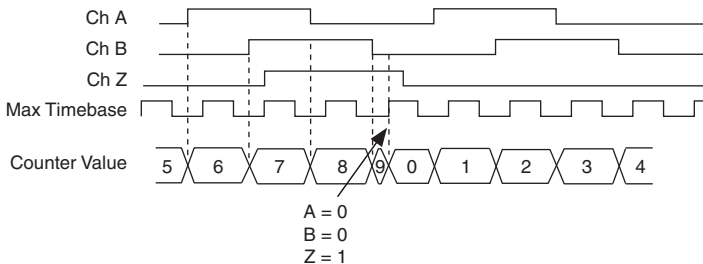 Ch A
Ch B
Ch Z
Max Timebase
Counter Value 5 6 7 8 9 0 1 2 3 4
A = 0
B = 0
Z = 1